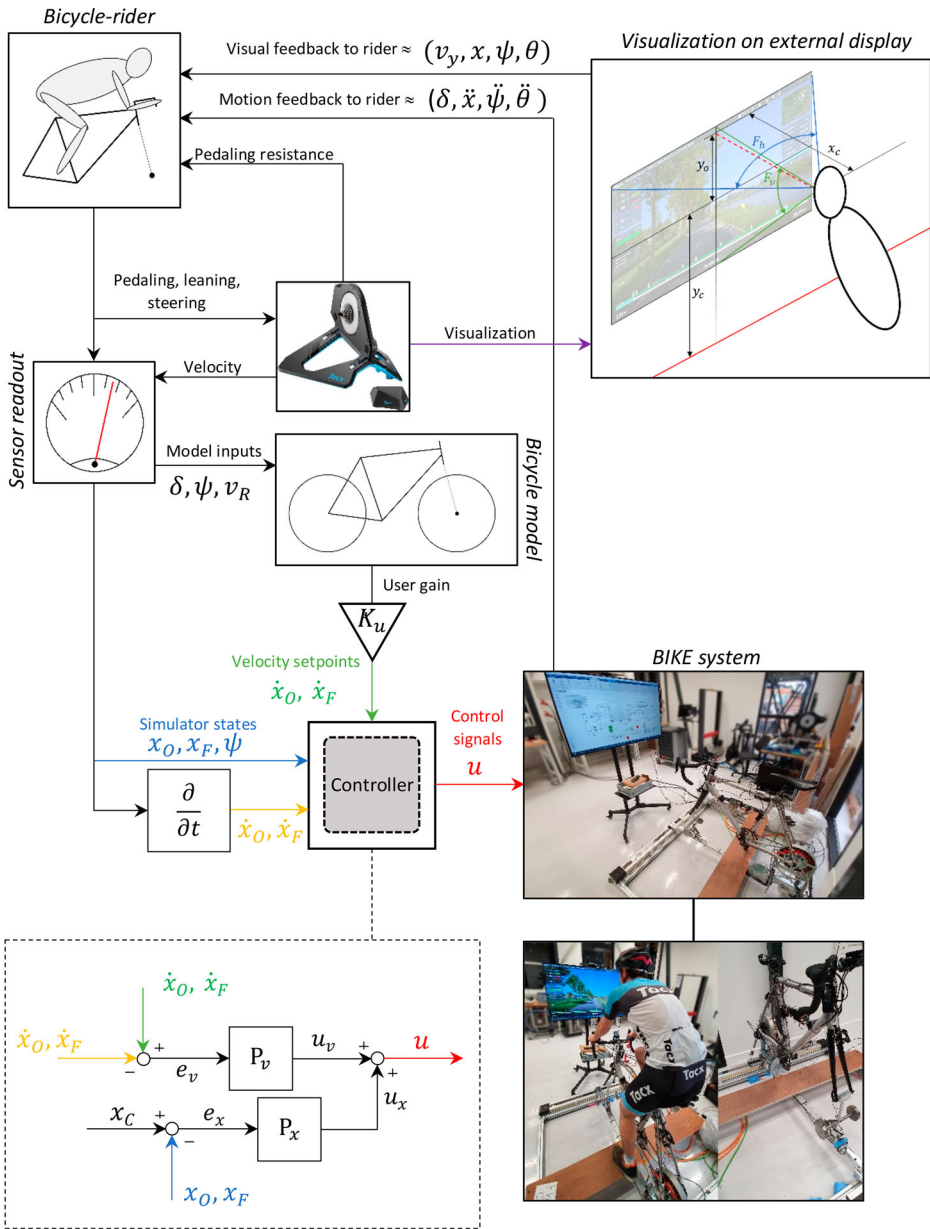 Bicycle-rider
Visual feedback to rider ≈ (v_y, x, ψ, θ)
Visualization on external display
Motion feedback to rider ≈ (δ, ẍ, ψ̈, θ̈)
Pedaling resistance
x_c
F_h
y_o
F_v
y_c
Pedaling, leaning,
steering
Tacx
Visualization
Velocity
Sensor readout
Model inputs
δ, ψ, v_R
Bicycle model
User gain
K_u
Velocity setpoints
ẋ_O, ẋ_F
BIKE system
Simulator states
x_O, x_F, ψ
Control
signals
u
Controller
∂
∂t
ẋ_O, ẋ_F
ẋ_O, ẋ_F
ẋ_O, ẋ_F
+
−
e_v
P_v
u_v
+
u
+
u_x
x_C
+
−
e_x
P_x
x_O, x_F
Tacx
Tacx
Tacx